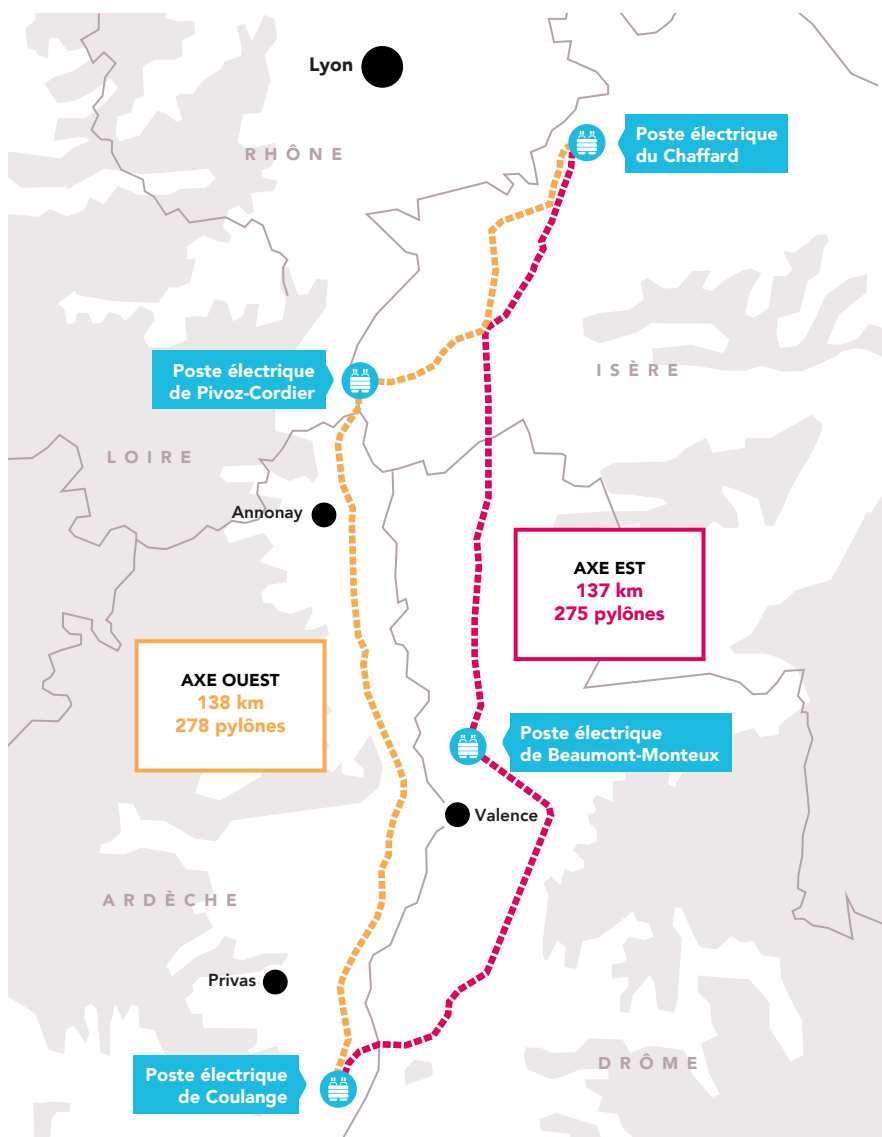 Lyon
Poste électrique
du Chaffard
RHÔNE
Poste électrique
de Pivoz-Cordier
ISÈRE
LOIRE
Annonay
AXE EST
137 km
275 pylônes
AXE OUEST
138 km
278 pylônes
Poste électrique
de Beaumont-Monteux
Valence
ARDÈCHE
Privas
DRÔME
Poste électrique
de Coulange